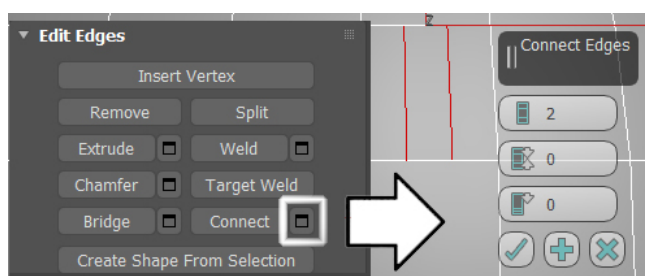 Edit Edges
Insert Vertex
Remove Split
Extrude Weld
Chamfer Target Weld
Bridge Connect
Create Shape From Selection
z
Connect Edges
2
0
0